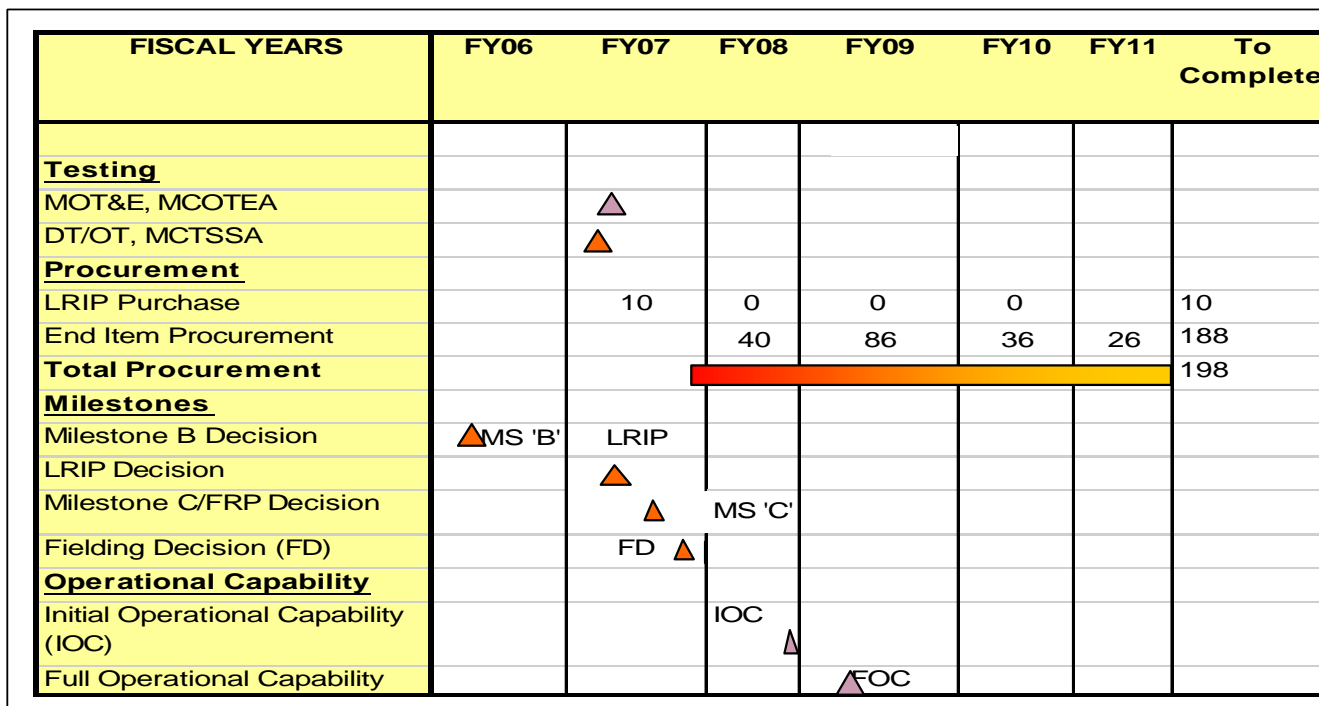 FISCAL YEARS FY06 FY07 FY08 FY09 FY10 FY11 To
Complete
Testing
MOT&E, MCOTEA
DT/OT, MCTSSA
Procurement
LRIP Purchase 10 0 0 0 10
End Item Procurement 40 86 36 26 188
Total Procurement 198
Milestones
Milestone B Decision MS 'B' LRIP
LRIP Decision
Milestone C/FRP Decision MS 'C'
Fielding Decision (FD) FD
Operational Capability
Initial Operational Capability IOC
(IOC)
Full Operational Capability FOC